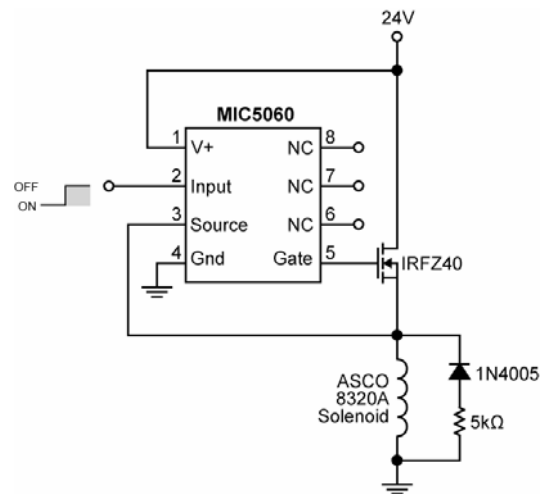 24V
MIC5060
1 V+ NC 8
OFF
ON
2 Input NC 7
3 Source NC 6
4 Gnd Gate 5
IRFZ40
ASCO
8320A
Solenoid
1N4005
5kΩ